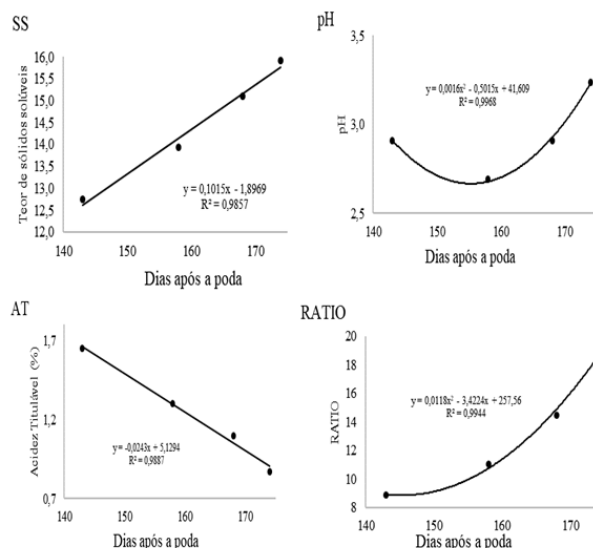 SS
16,0
15,5
15,0
14,5
14,0
13,5
13,0
12,5
12,0
Teor de sólidos solúveis
y = 0,1015x - 1,8969
R² = 0,9857
140 150 160 170
Dias após a poda
pH
3,5
3,0
2,5
pH
y = 0,0016x² - 0,5015x + 41,609
R² = 0,9968
140 150 160 170
Dias após a poda
AT
1,7
1,2
0,7
Acidez Titulável (%)
y = -0,0243x + 5,1294
R² = 0,9887
140 150 160 170
Dias após a poda
RATIO
20
18
16
14
12
10
8
RATIO
y = 0,0118x² - 3,4224x + 257,56
R² = 0,9944
140 150 160 170
Dias após a poda